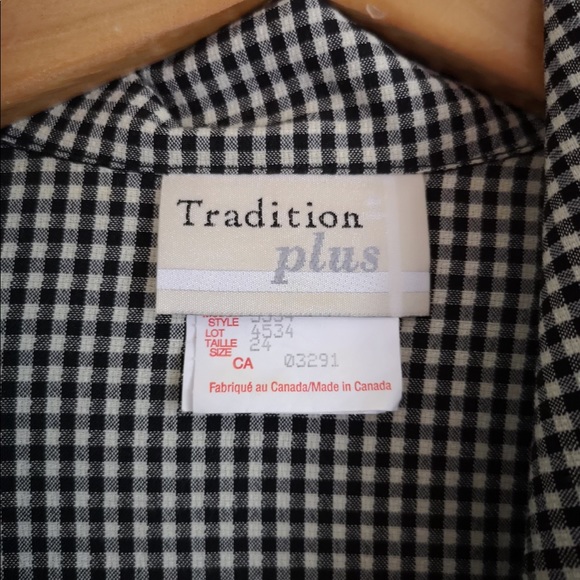 Tradition
plus
STYLE
LOT 4534
TAILLE 24
SIZE
CA 03291
Fabriqué au Canada/Made in Canada